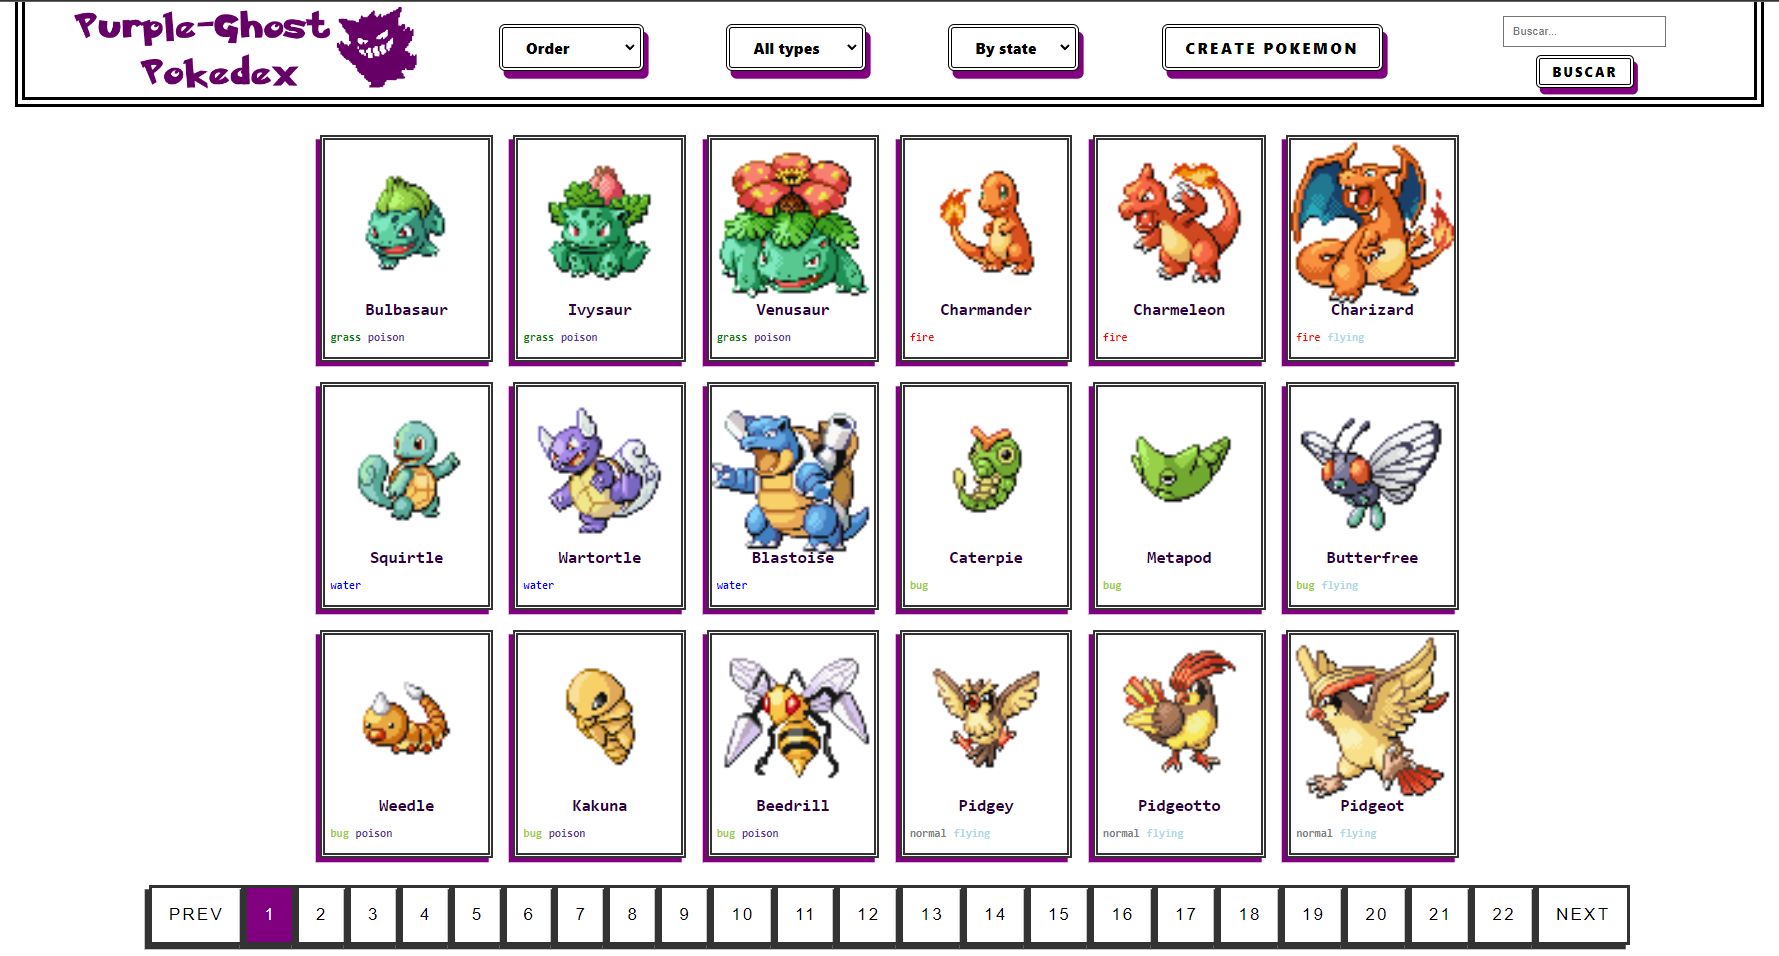 Purple-Ghost
Pokedex
Order
All types
By state
CREATE POKEMON
Buscar...
BUSCAR
Bulbasaur
grass poison
Ivysaur
grass poison
Venusaur
grass poison
Charmander
fire
Charmeleon
fire
Charizard
fire flying
Squirtle
water
Wartortle
water
Blastoise
water
Caterpie
bug
Metapod
bug
Butterfree
bug flying
Weedle
bug poison
Kakuna
bug poison
Beedrill
bug poison
Pidgey
normal flying
Pidgeotto
normal flying
Pidgeot
normal flying
PREV 1 2 3 4 5 6 7 8 9 10 11 12 13 14 15 16 17 18 19 20 21 22 NEXT